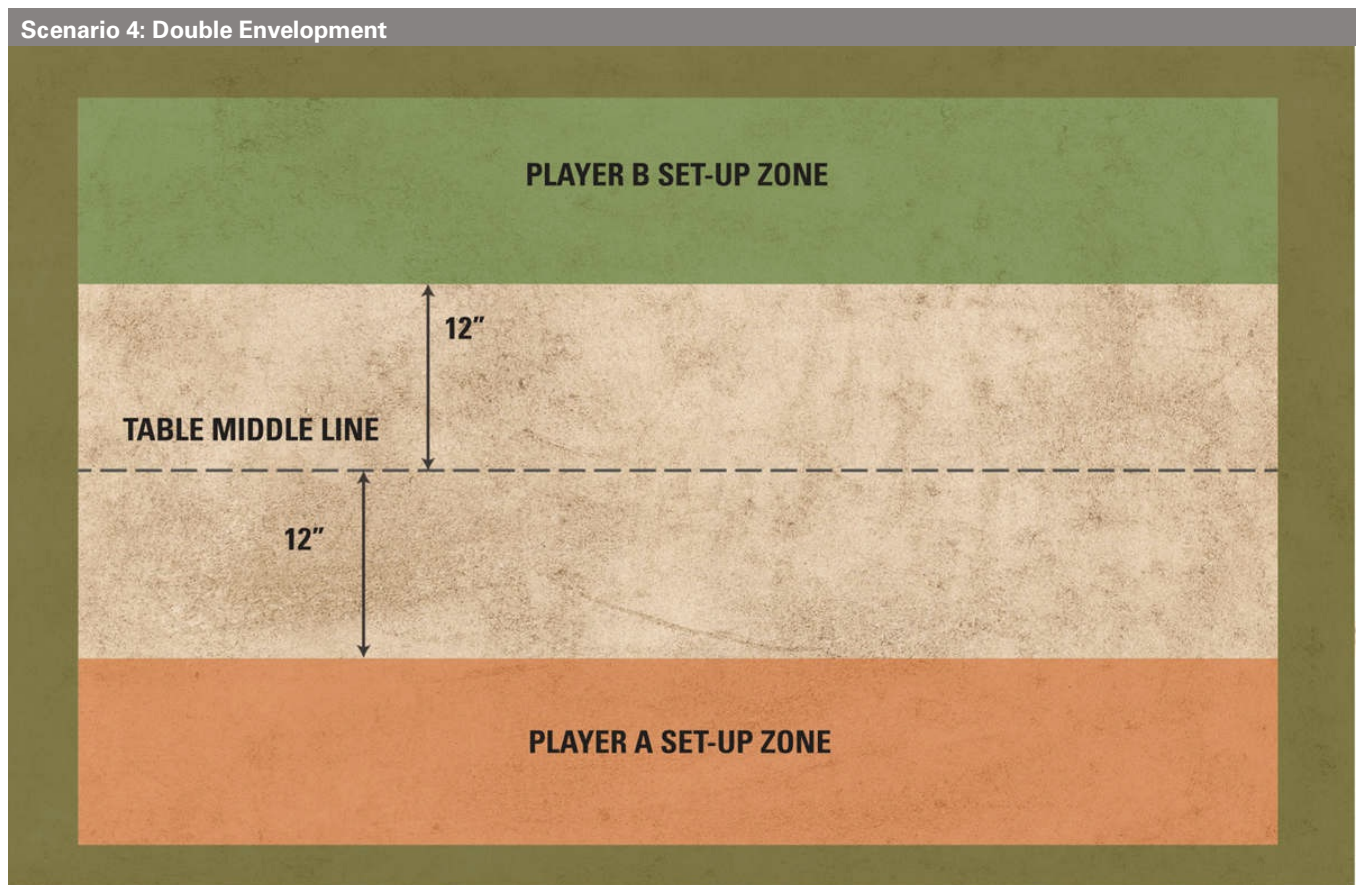 Scenario 4: Double Envelopment
PLAYER B SET-UP ZONE
12”
TABLE MIDDLE LINE
12”
PLAYER A SET-UP ZONE